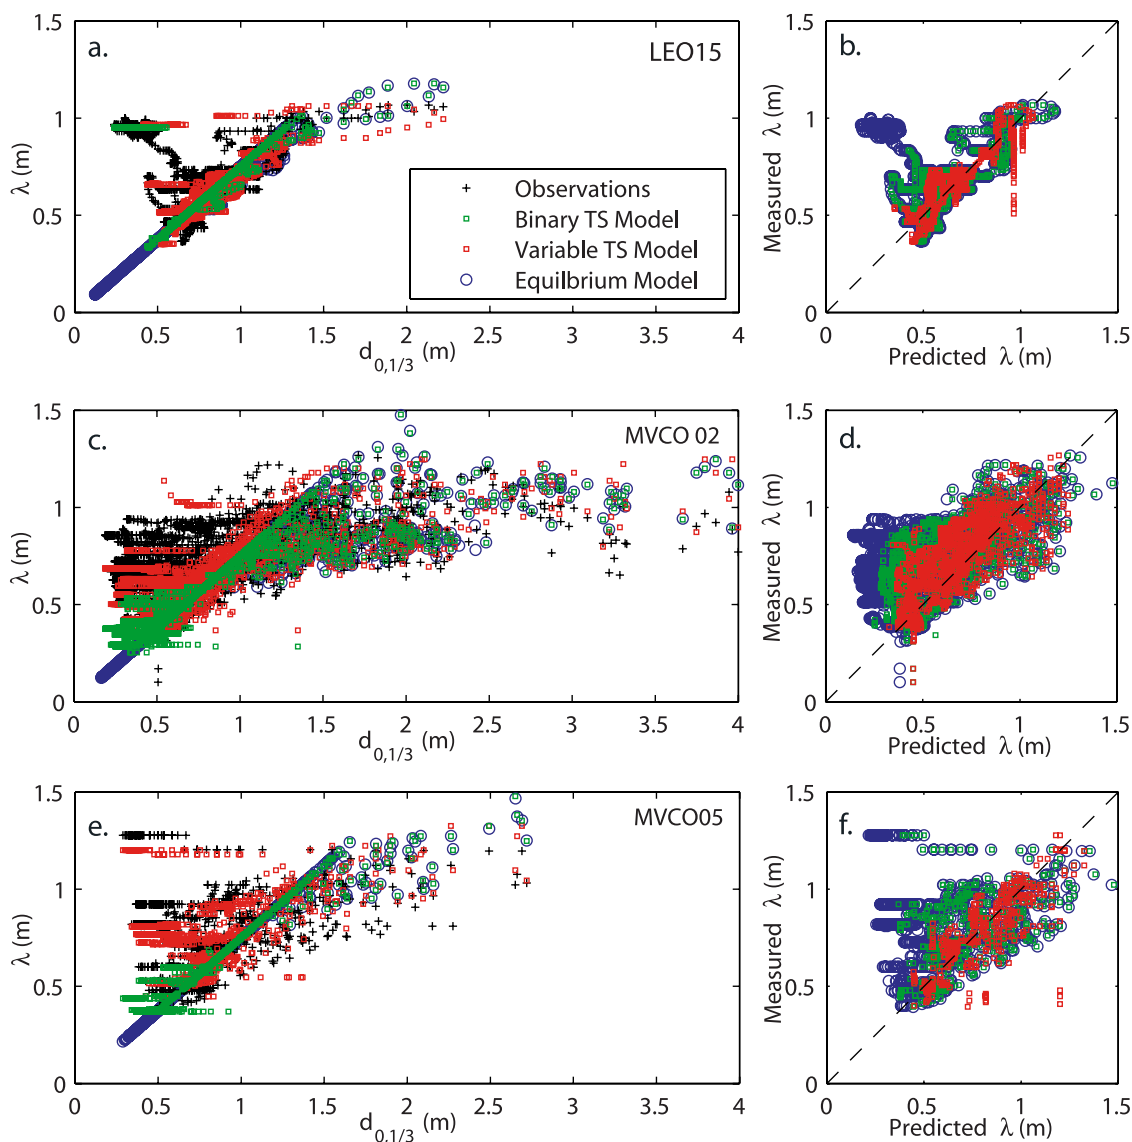 a.
LEO15
λ (m)
1.5
1
0.5
0
Observations
Binary TS Model
Variable TS Model
Equilbrium Model
0 0.5 1 1.5 2 2.5 3 3.5 4
d0,1/3 (m)
b.
Measured λ (m)
1.5
1
0.5
0
0 0.5 1 1.5
Predicted λ (m)
c.
MVCO 02
λ (m)
1.5
1
0.5
0
0 0.5 1 1.5 2 2.5 3 3.5 4
d0,1/3 (m)
d.
Measured λ (m)
1.5
1
0.5
0
0 0.5 1 1.5
Predicted λ (m)
e.
MVCO05
λ (m)
1.5
1
0.5
0
0 0.5 1 1.5 2 2.5 3 3.5 4
d0,1/3 (m)
f.
Measured λ (m)
1.5
1
0.5
0
0 0.5 1 1.5
Predicted λ (m)